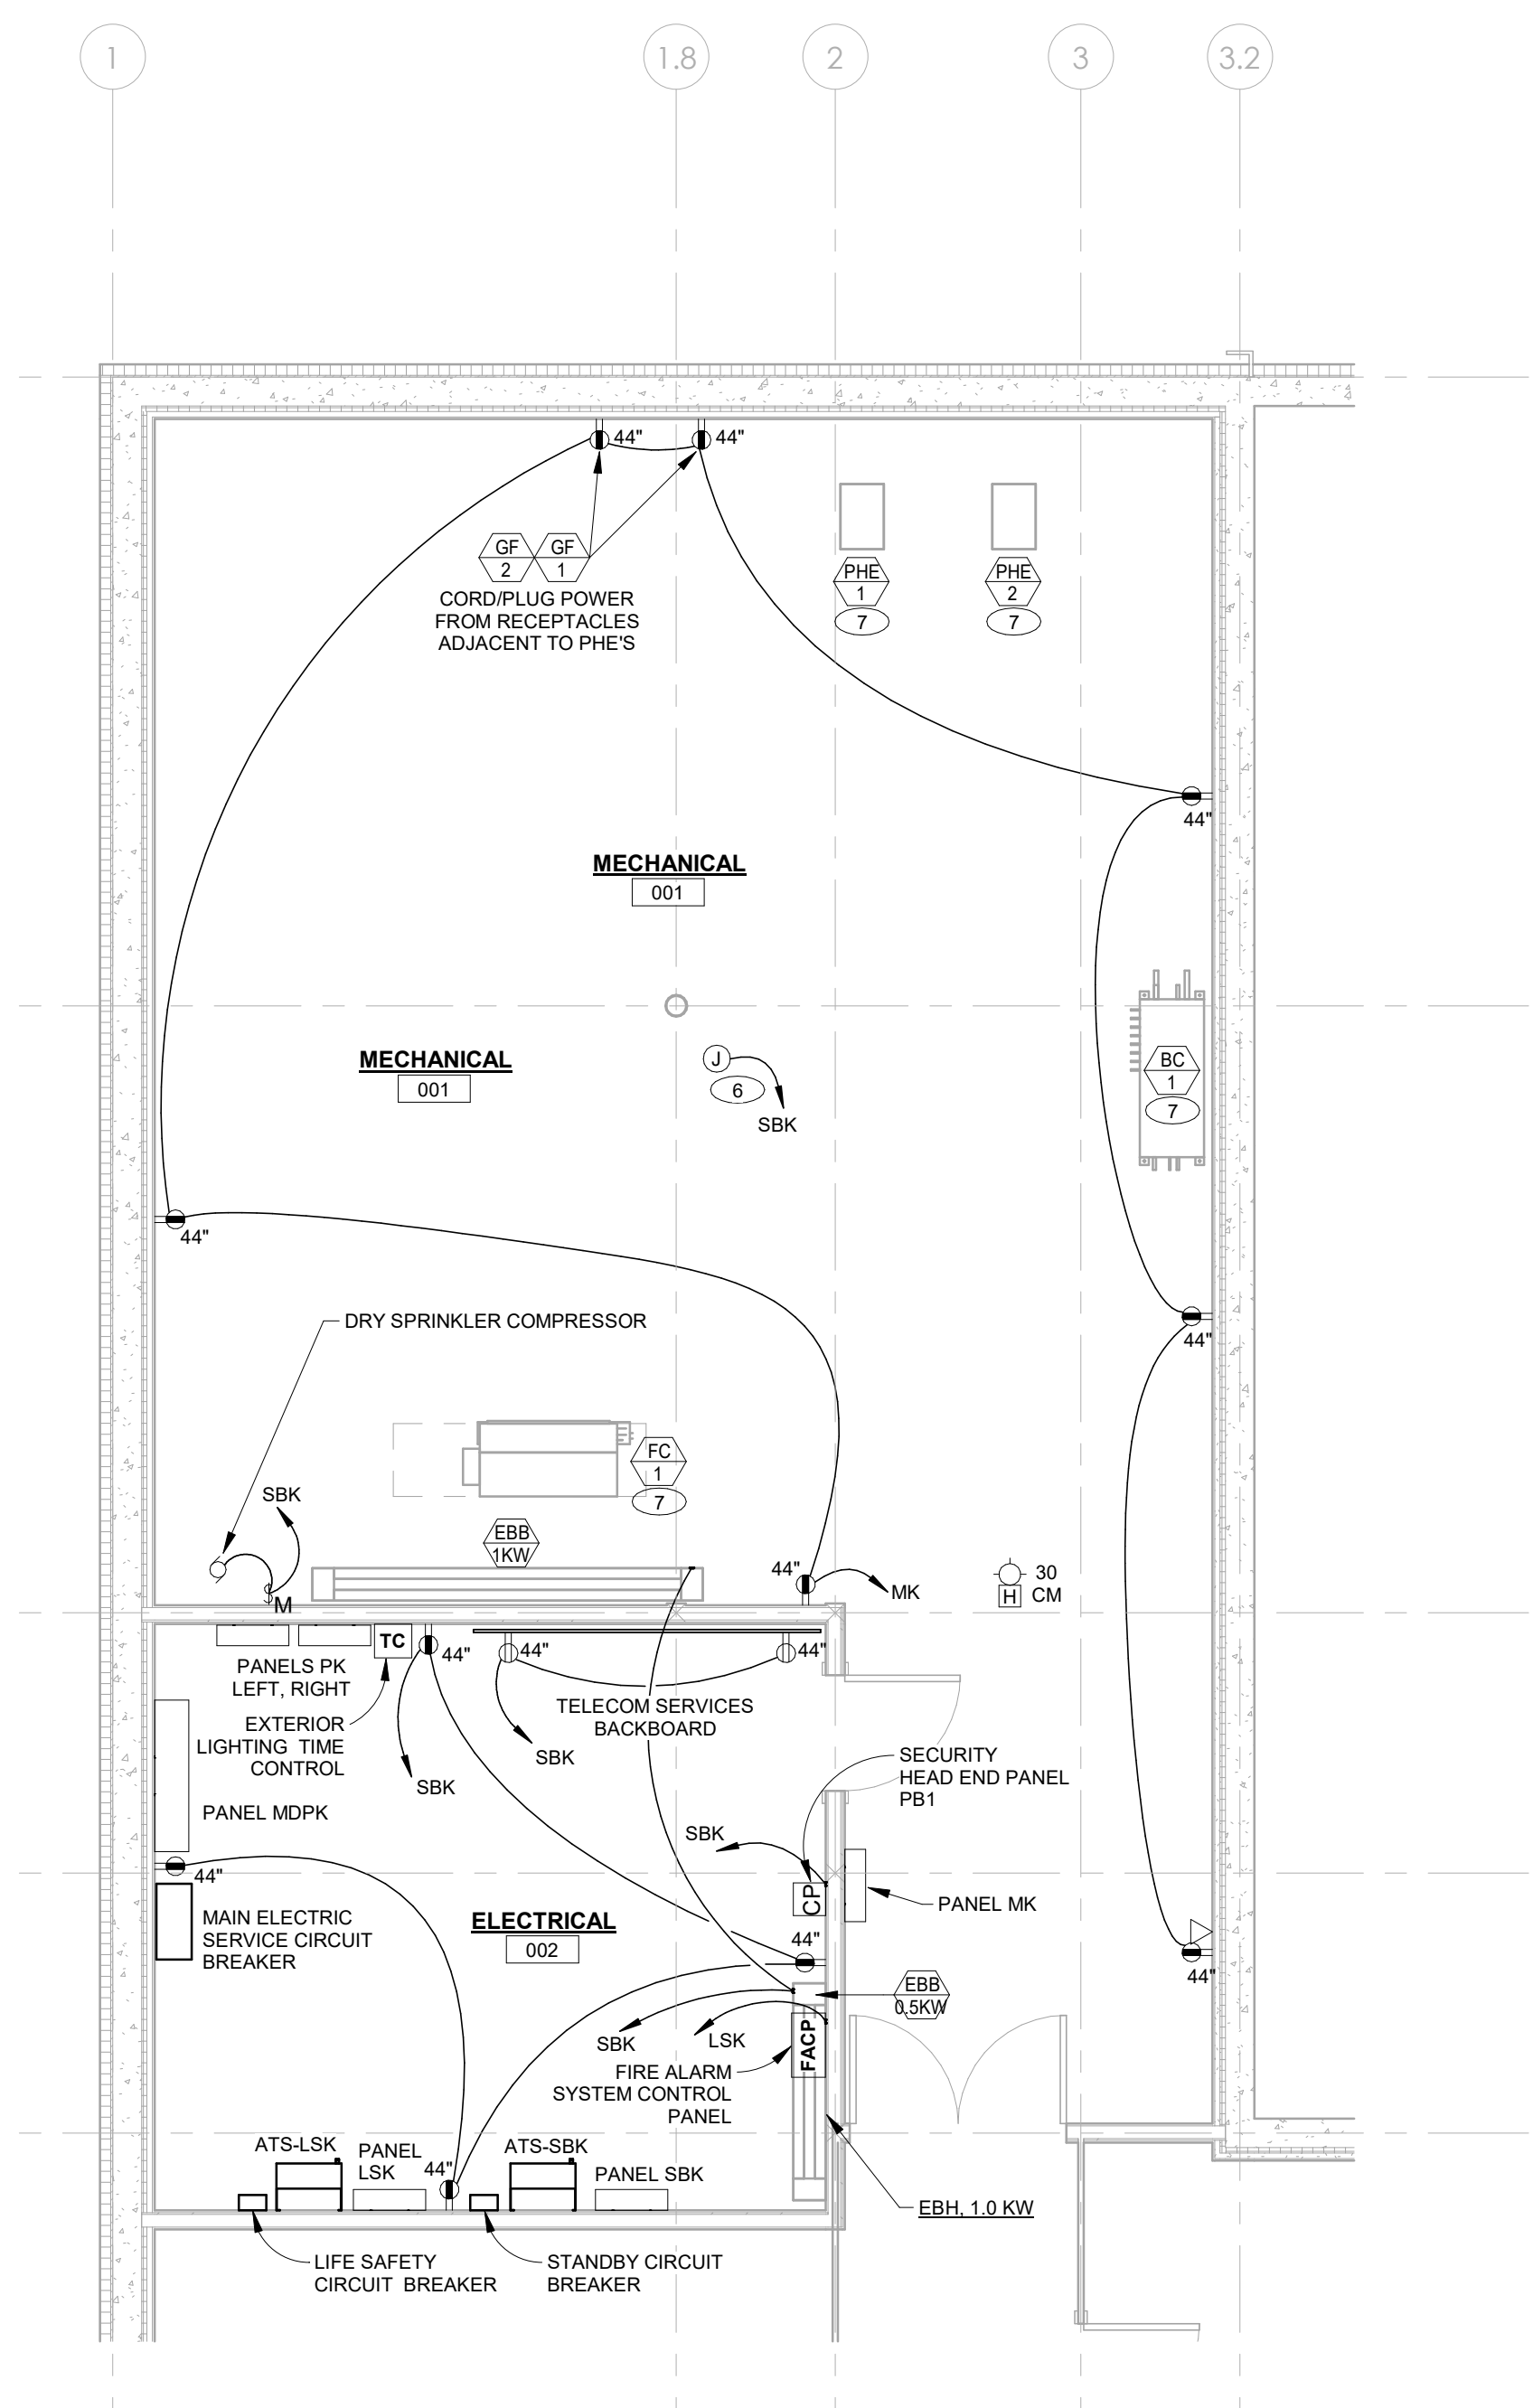 1
1.8
2
3
3.2
44"
44"
GF
2
GF
1
CORD/PLUG POWER
FROM RECEPTACLES
ADJACENT TO PHE'S
PHE
1
7
PHE
2
7
44"
MECHANICAL
001
MECHANICAL
001
J
6
SBK
BC
1
7
44"
DRY SPRINKLER COMPRESSOR
44"
FC
1
7
SBK
EBB
1KW
44"
MK
30
H
CM
M
TC
44"
44"
44"
PANELS PK
LEFT, RIGHT
TELECOM SERVICES
BACKBOARD
EXTERIOR
LIGHTING TIME
CONTROL
SBK
SBK
SECURITY
HEAD END PANEL
PB1
PANEL MDPK
SBK
44"
CP
PANEL MK
MAIN ELECTRIC
SERVICE CIRCUIT
BREAKER
ELECTRICAL
002
44"
44"
EBB
0.5KW
SBK
LSK
FACP
FIRE ALARM
SYSTEM CONTROL
PANEL
ATS-LSK
PANEL
LSK
44"
ATS-SBK
PANEL SBK
EBH, 1.0 KW
LIFE SAFETY
CIRCUIT BREAKER
STANDBY CIRCUIT
BREAKER